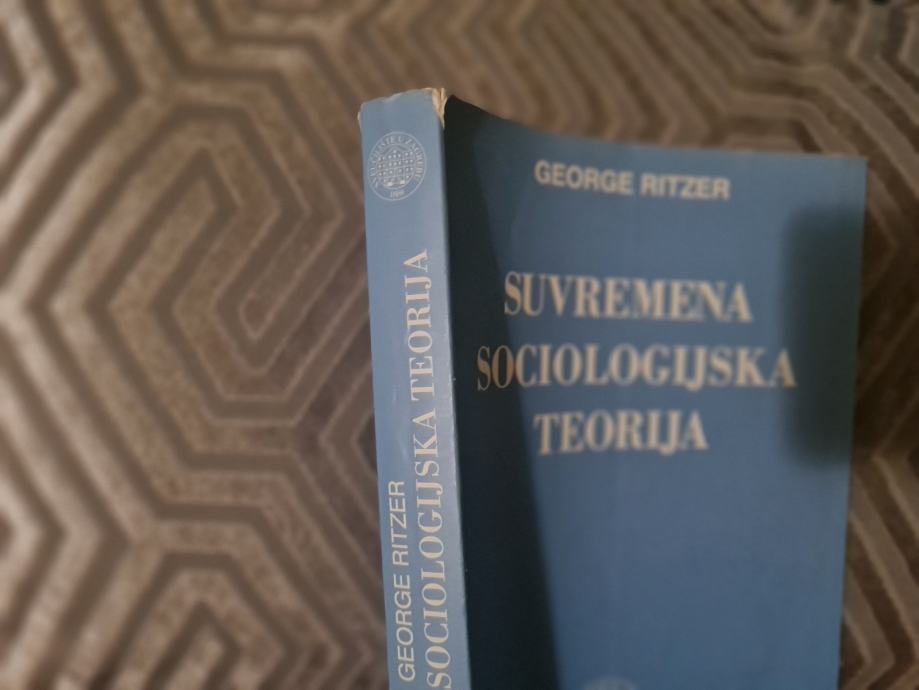 GEORGE RITZER
SUVREMENA
SOCIOLOGIJSKA
TEORIJA
GEORGE RITZER
SOCIOLOGIJSKA TEORIJA